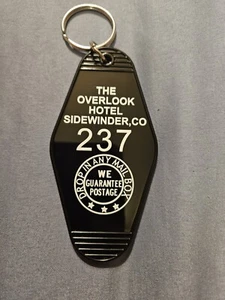 THE
OVERLOOK
HOTEL
SIDEWINDER,CO
237
DROP IN ANY MAIL BOX
WE
GUARANTEE
POSTAGE